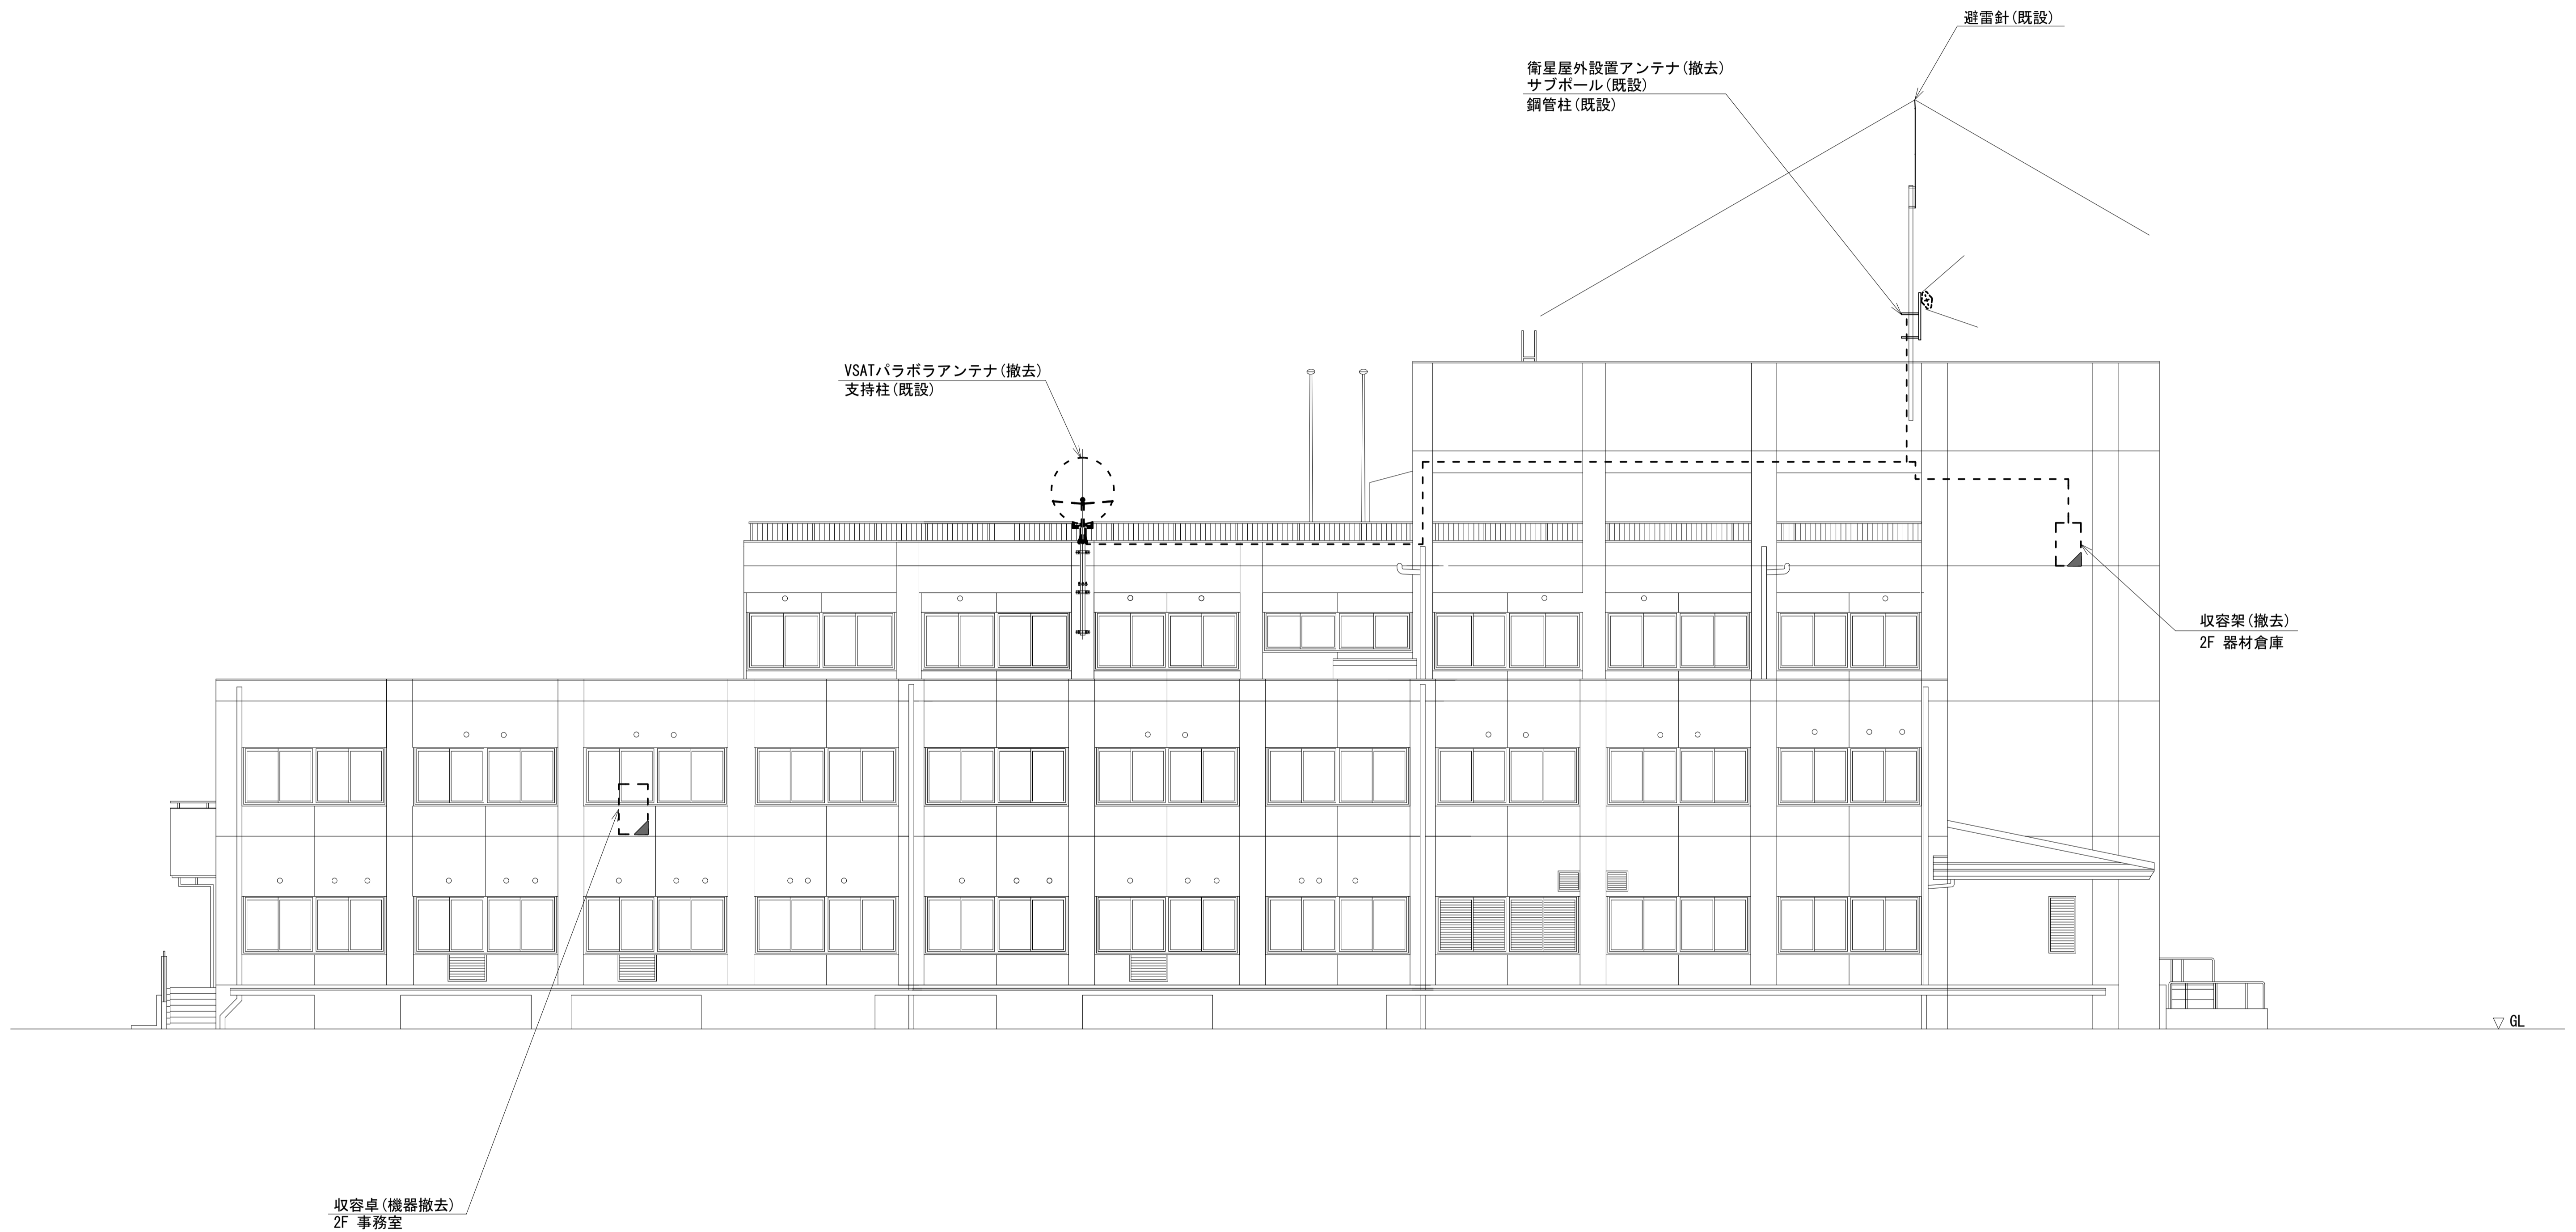 避雷針(既設)
衛星屋外設置アンテナ(撤去)
サブポール(既設)
鋼管柱(既設)
VSATパラボラアンテナ(撤去)
支持柱(既設)
収容架(撤去)
2F 器材倉庫
GL
収容卓(機器撤去)
2F 事務室